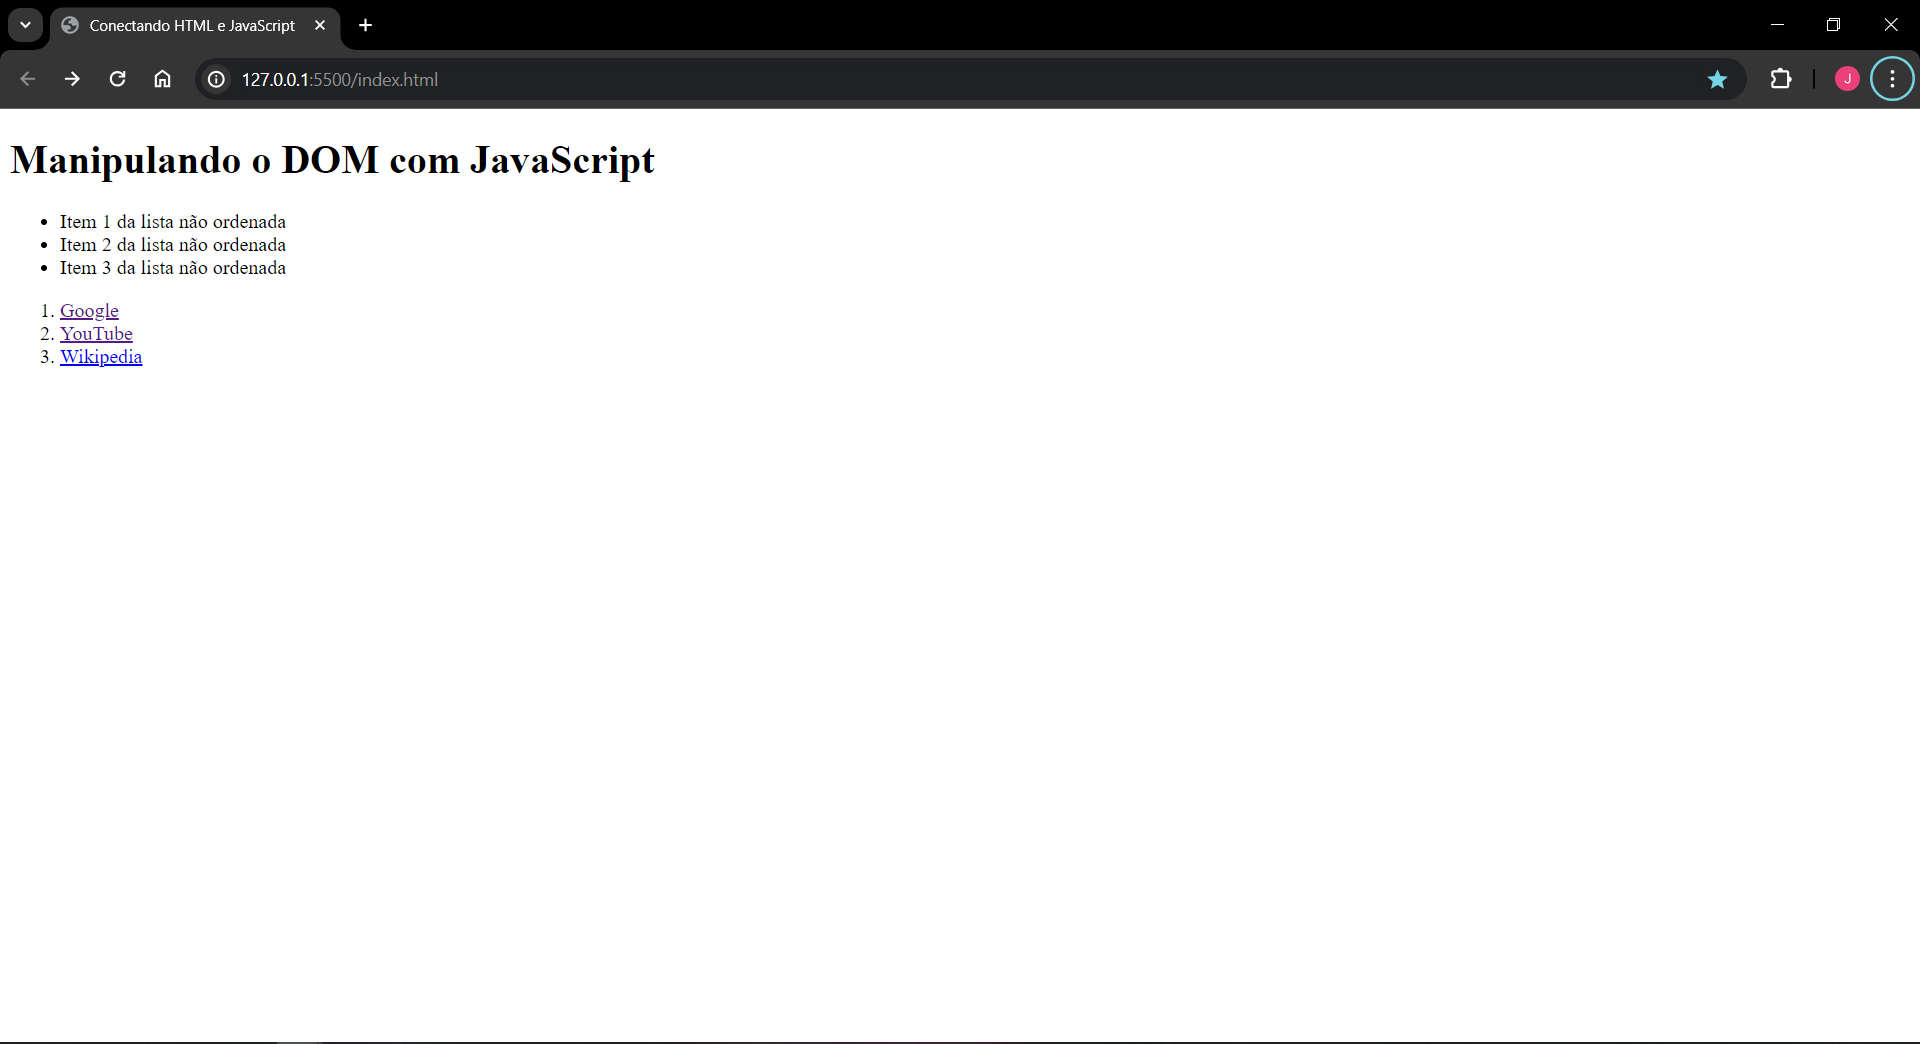 Conectando HTML e JavaScript
127.0.0.1:5500/index.html
J
Manipulando o DOM com JavaScript
• Item 1 da lista não ordenada
• Item 2 da lista não ordenada
• Item 3 da lista não ordenada
1. Google
2. YouTube
3. Wikipedia